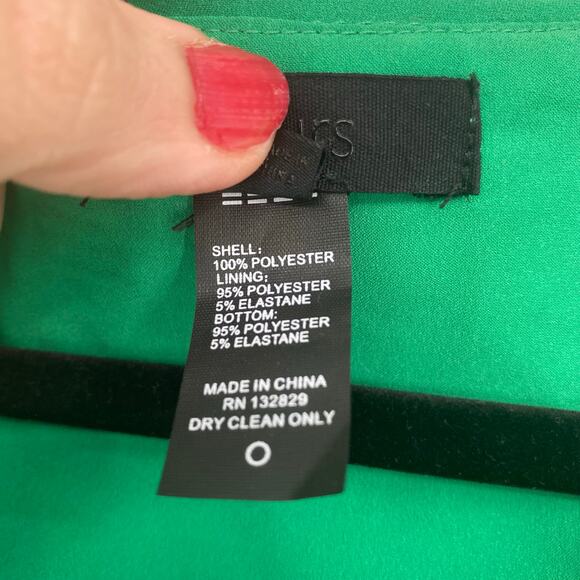 SHELL:
100% POLYESTER
LINING:
95% POLYESTER
5% ELASTANE
BOTTOM:
95% POLYESTER
5% ELASTANE
MADE IN CHINA
RN 132829
DRY CLEAN ONLY